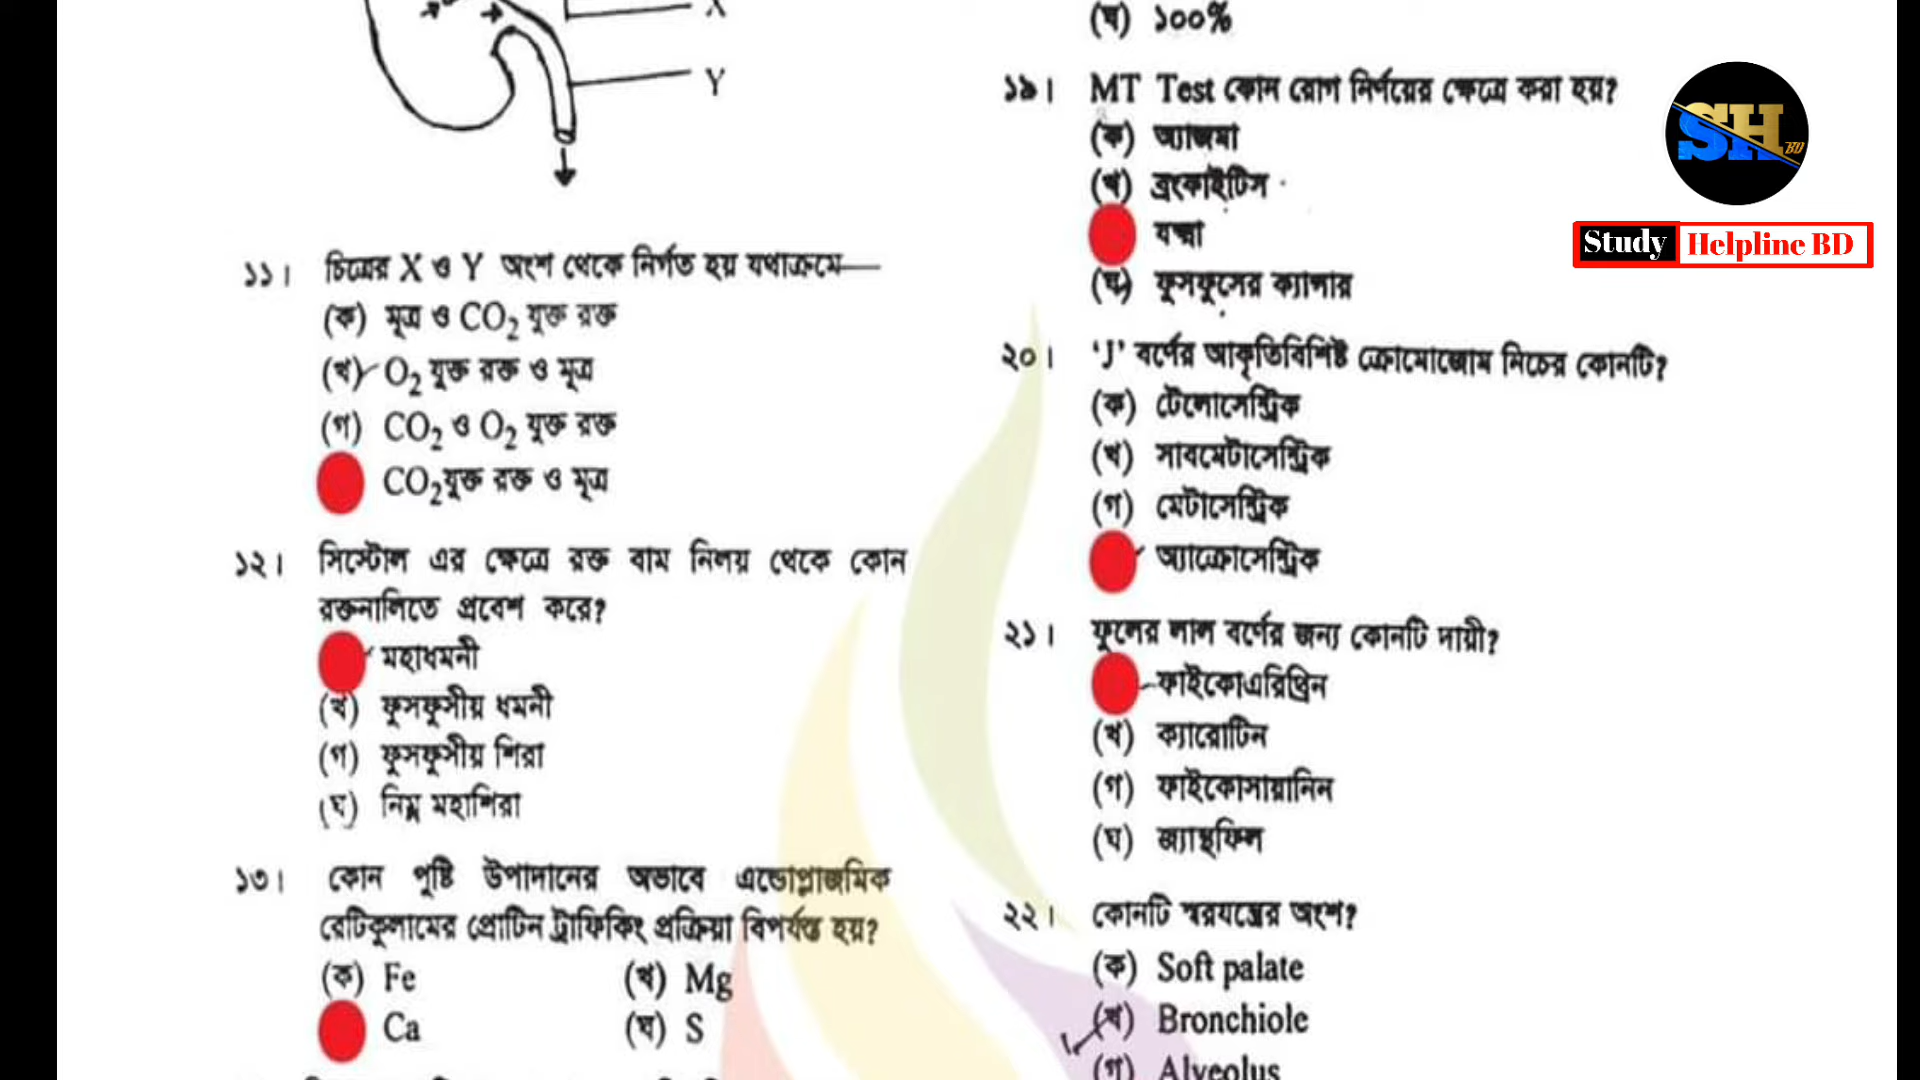 X
Y
১১। চিত্রের X ও Y অংশ থেকে নির্গত হয় যথাক্রমে—
(ক) মূত্র ও CO2 যুক্ত রক্ত
(খ) O2 যুক্ত রক্ত ও মূত্র
(গ) CO2 ও O2 যুক্ত রক্ত
CO2যুক্ত রক্ত ও মূত্র
১২। সিস্টোল এর ক্ষেত্রে রক্ত বাম নিলয় থেকে কোন
রক্তনালিতে প্রবেশ করে?
মহাধমনী
(খ) ফুসফুসীয় ধমনী
(গ) ফুসফুসীয় শিরা
(ঘ) নিম্ন মহাশিরা
১৩। কোন পুষ্টি উপাদানের অভাবে এন্ডোপ্লাজমিক
রেটিকুলামের প্রোটিন ট্রাফিকিং প্রক্রিয়া বিপর্যস্ত হয়?
(ক) Fe (খ) Mg
Ca (ঘ) S
(ঘ) ১০০%
১৯। MT Test কোন রোগ নির্ণয়ের ক্ষেত্রে করা হয়?
(ক) অ্যাজমা
(খ) ব্রংকাইটিস
যক্ষ্মা
(ঘ) ফুসফুসের ক্যান্সার
২০। ‘J’ বর্ণের আকৃতিবিশিষ্ট ক্রোমোজোম নিচের কোনটি?
(ক) টেলোসেন্ট্রিক
(খ) সাবমেটাসেন্ট্রিক
(গ) মেটাসেন্ট্রিক
অ্যাক্রোসেন্ট্রিক
২১। ফুলের লাল বর্ণের জন্য কোনটি দায়ী?
ফাইকোএরিথ্রিন
(খ) ক্যারোটিন
(গ) ফাইকোসায়ানিন
(ঘ) জ্যান্থফিল
২২। কোনটি স্বরযন্ত্রের অংশ?
(ক) Soft palate
(খ) Bronchiole
(গ) Alveolus
SH BD
Study Helpline BD